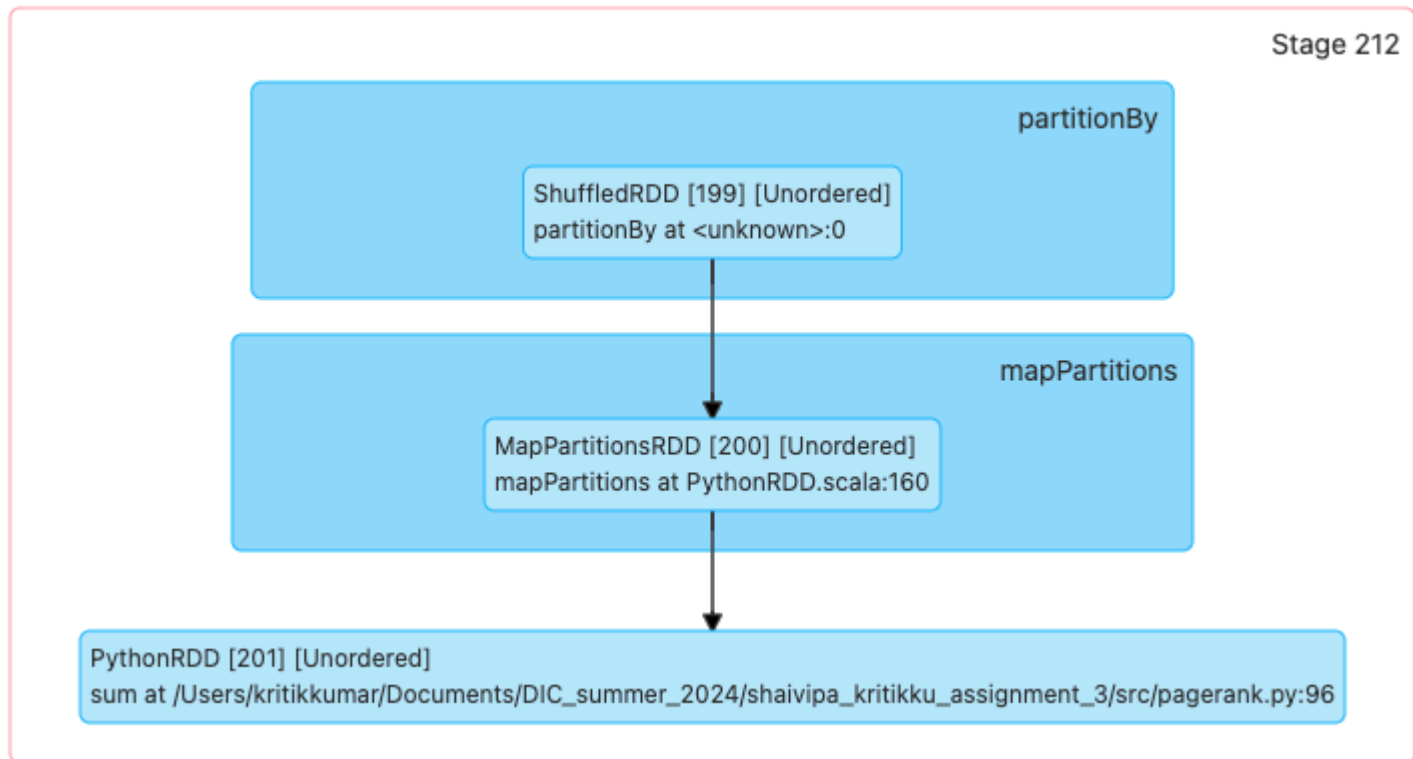 Stage 212
partitionBy
ShuffledRDD [199] [Unordered]
partitionBy at <unknown>:0
mapPartitions
MapPartitionsRDD [200] [Unordered]
mapPartitions at PythonRDD.scala:160
PythonRDD [201] [Unordered]
sum at /Users/kritikkumar/Documents/DIC_summer_2024/shaivipa_kritikku_assignment_3/src/pagerank.py:96